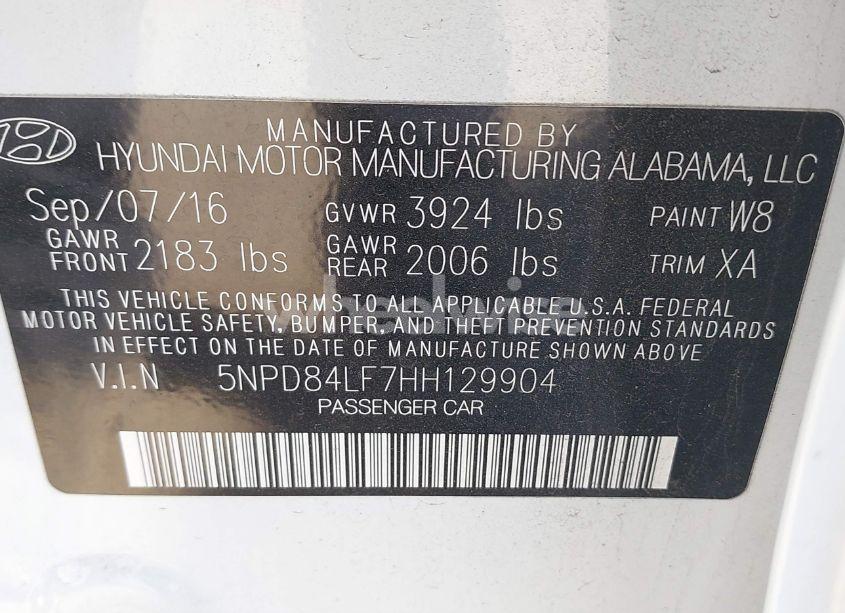 MANUFACTURED BY
HYUNDAI MOTOR MANUFACTURING ALABAMA, LLC
Sep/07/16 GVWR 3924 lbs PAINT W8
GAWR FRONT 2183 lbs GAWR REAR 2006 lbs TRIM XA
THIS VEHICLE CONFORMS TO ALL APPLICABLE U.S.A. FEDERAL
MOTOR VEHICLE SAFETY, BUMPER, AND THEFT PREVENTION STANDARDS
IN EFFECT ON THE DATE OF MANUFACTURE SHOWN ABOVE
V.I.N 5NPD84LF7HH129904
PASSENGER CAR